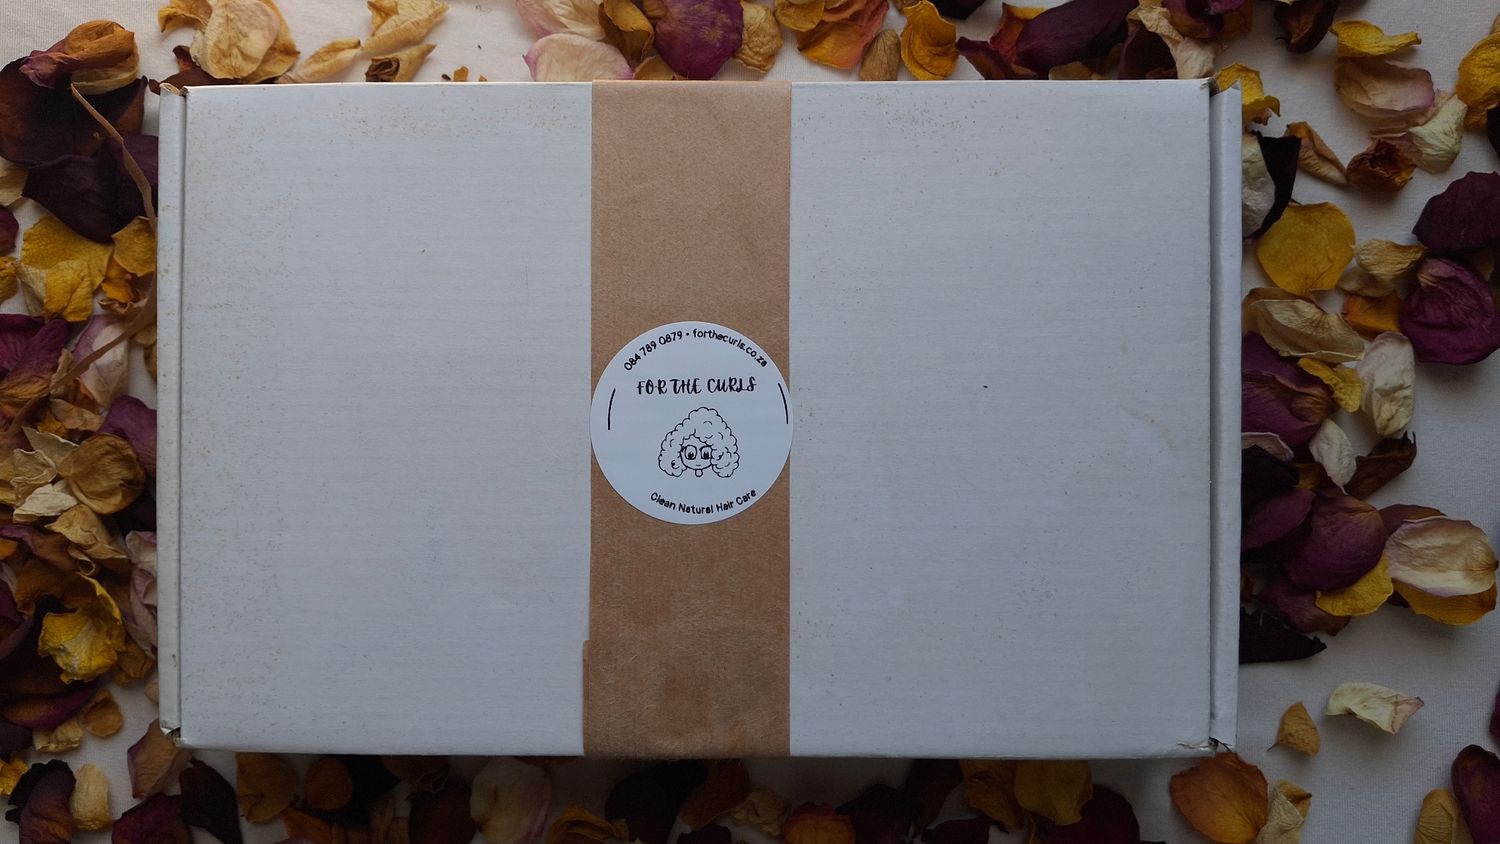 084 789 0879 • forthecurls.co.za
FOR THE CURLS
Clean Natural Hair Care